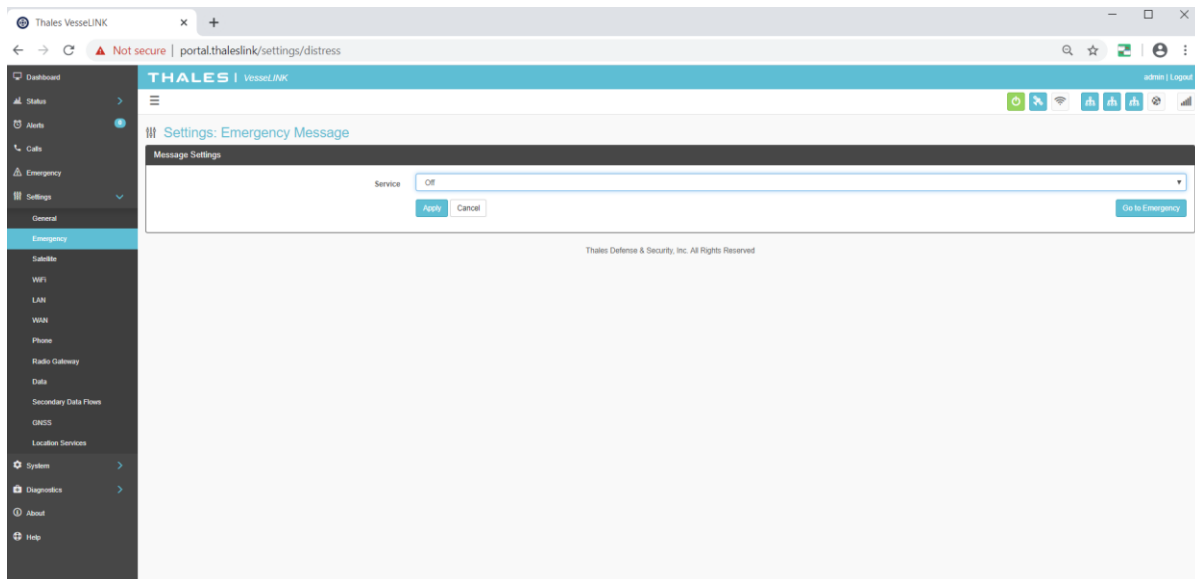 Thales VesseLINK
Not secure | portal.thaleslink/settings/distress
THALES | VesseLINK
admin | Logout
Dashboard
Status
Alerts
Calls
Emergency
Settings
General
Emergency
Satellite
WiFi
LAN
WAN
Phone
Radio Gateway
Data
Secondary Data Flows
GNSS
Location Services
System
Diagnostics
About
Help
Settings: Emergency Message
Message Settings
Service Off
Apply Cancel Go to Emergency
Thales Defense & Security, Inc. All Rights Reserved